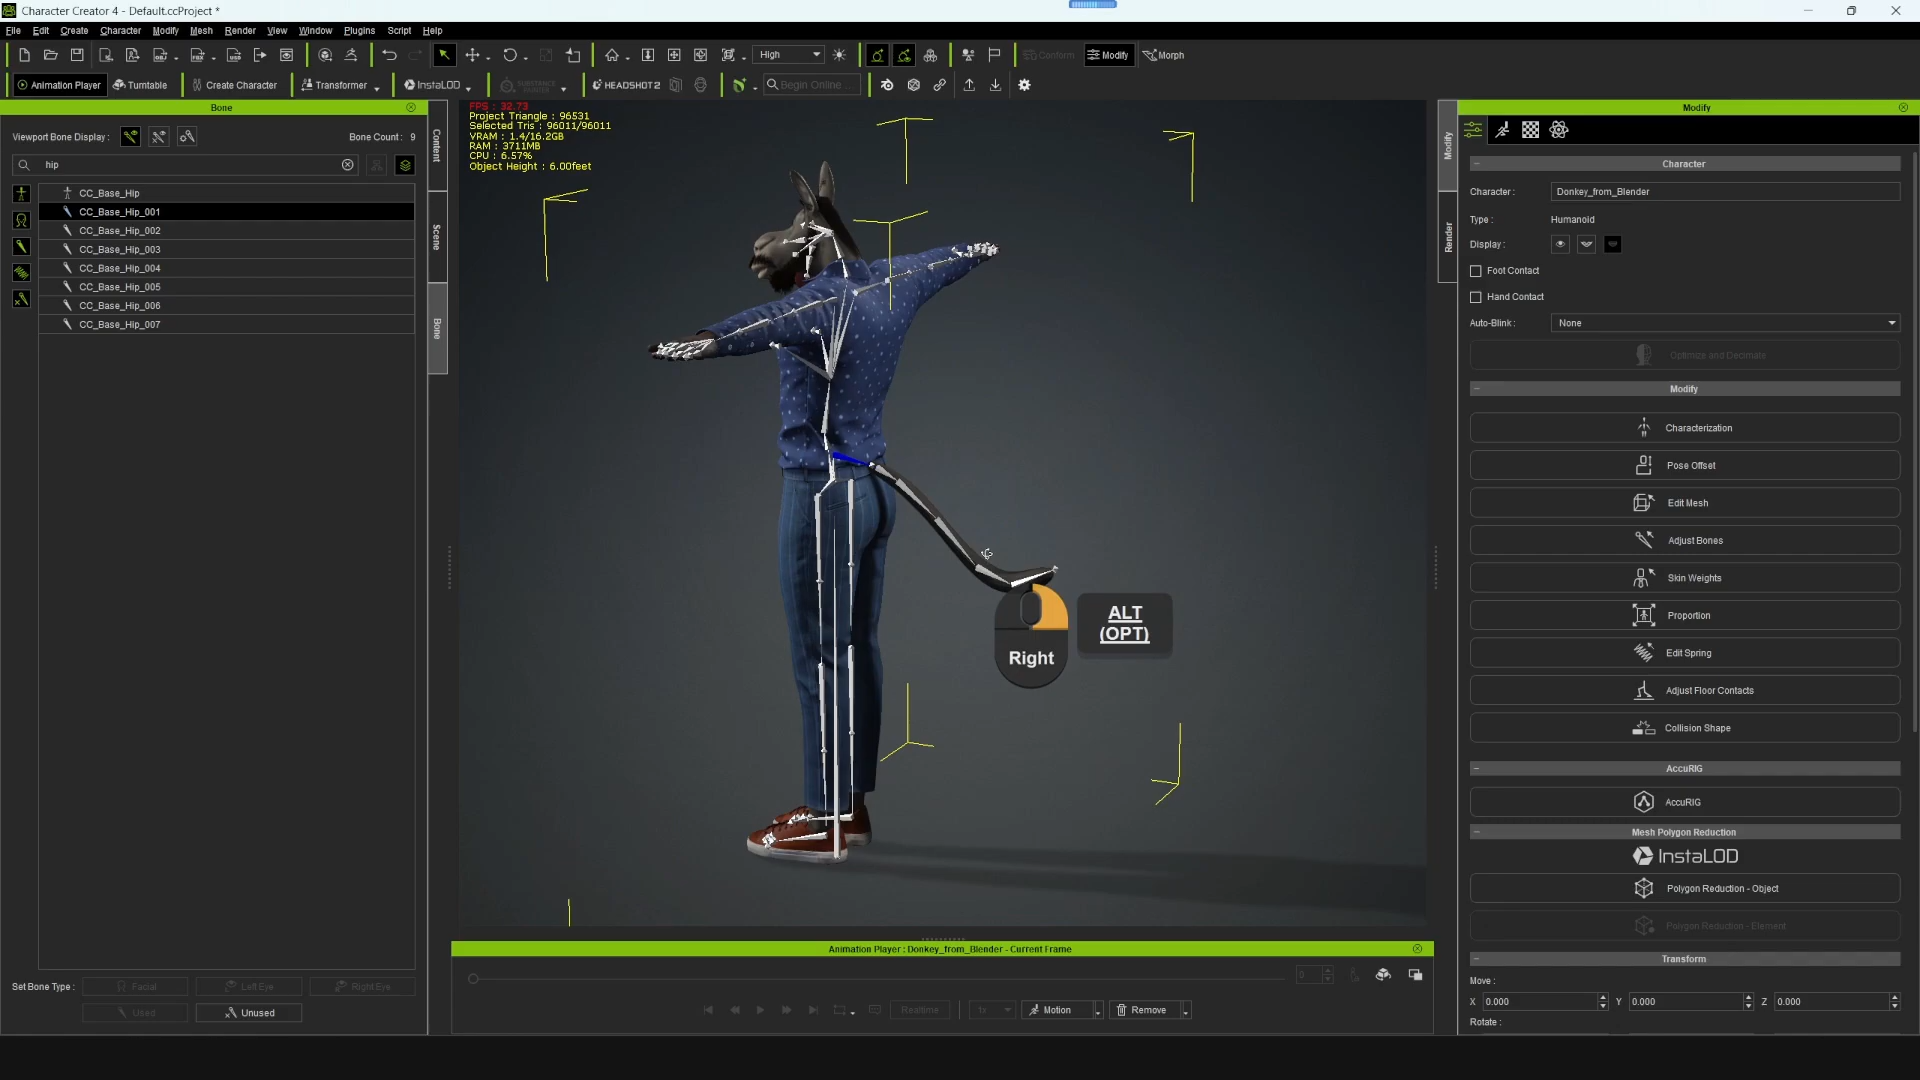 Character Creator 4 - Default.ccProject *
File Edit Create Character Modify Mesh Render View Window Plugins Script Help
High Conform Modify Morph
Animation Player Turntable Create Character Transformer InstaLOD SUBSTANCE PAINTER HEADSHOT 2 Begin Online ...
Bone
Viewport Bone Display : Bone Count : 9
hip
CC_Base_Hip
CC_Base_Hip_001
CC_Base_Hip_002
CC_Base_Hip_003
CC_Base_Hip_004
CC_Base_Hip_005
CC_Base_Hip_006
CC_Base_Hip_007
Set Bone Type : Facial Left Eye Right Eye
Used Unused
Content
Scene
Bone
FPS : 32.73
Project Triangle : 96531
Selected Tris : 96011/96011
VRAM : 1.4/16.2GB
RAM : 3711MB
CPU : 6.57%
Object Height : 6.00feet
Right
ALT
(OPT)
Animation Player : Donkey_from_Blender - Current Frame
0
Realtime 1x Motion Remove
Modify
Render
Modify
Character
Character : Donkey_from_Blender
Type : Humanoid
Display :
Foot Contact
Hand Contact
Auto-Blink : None
Optimize and Decimate
Modify
Characterization
Pose Offset
Edit Mesh
Adjust Bones
Skin Weights
Proportion
Edit Spring
Adjust Floor Contacts
Collision Shape
AccuRIG
AccuRIG
Mesh Polygon Reduction
InstaLOD
Polygon Reduction - Object
Polygon Reduction - Element
Transform
Move :
X 0.000 Y 0.000 Z 0.000
Rotate :